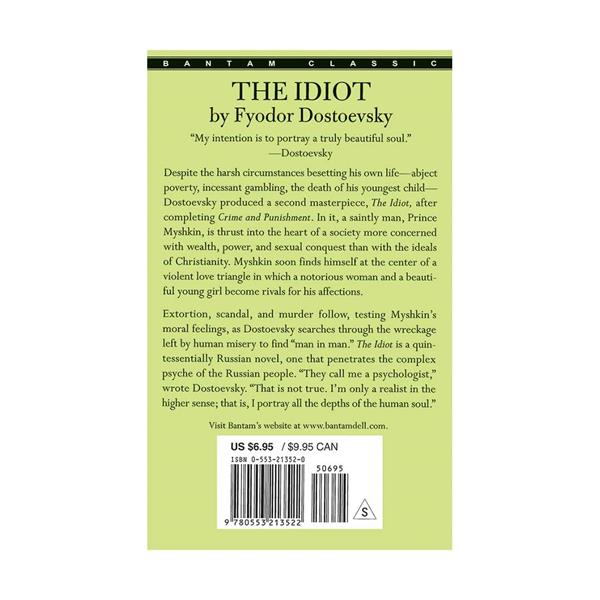 BANTAM CLASSIC
THE IDIOT
by Fyodor Dostoevsky
“My intention is to portray a truly beautiful soul.”
—Dostoevsky
Despite the harsh circumstances besetting his own life—abject
poverty, incessant gambling, the death of his youngest child—
Dostoevsky produced a second masterpiece, The Idiot, after
completing Crime and Punishment. In it, a saintly man, Prince
Myshkin, is thrust into the heart of a society more concerned
with wealth, power, and sexual conquest than with the ideals
of Christianity. Myshkin soon finds himself at the center of a
violent love triangle in which a notorious woman and a beauti-
ful young girl become rivals for his affections.
Extortion, scandal, and murder follow, testing Myshkin’s
moral feelings, as Dostoevsky searches through the wreckage
left by human misery to find “man in man.” The Idiot is a quin-
tessentially Russian novel, one that penetrates the complex
psyche of the Russian people. “They call me a psychologist,”
wrote Dostoevsky. “That is not true. I’m only a realist in the
higher sense; that is, I portray all the depths of the human soul.”
Visit Bantam’s website at www.bantamdell.com.
US $6.95 / $9.95 CAN
ISBN 0-553-21352-0
50695
9 780553 213522
S